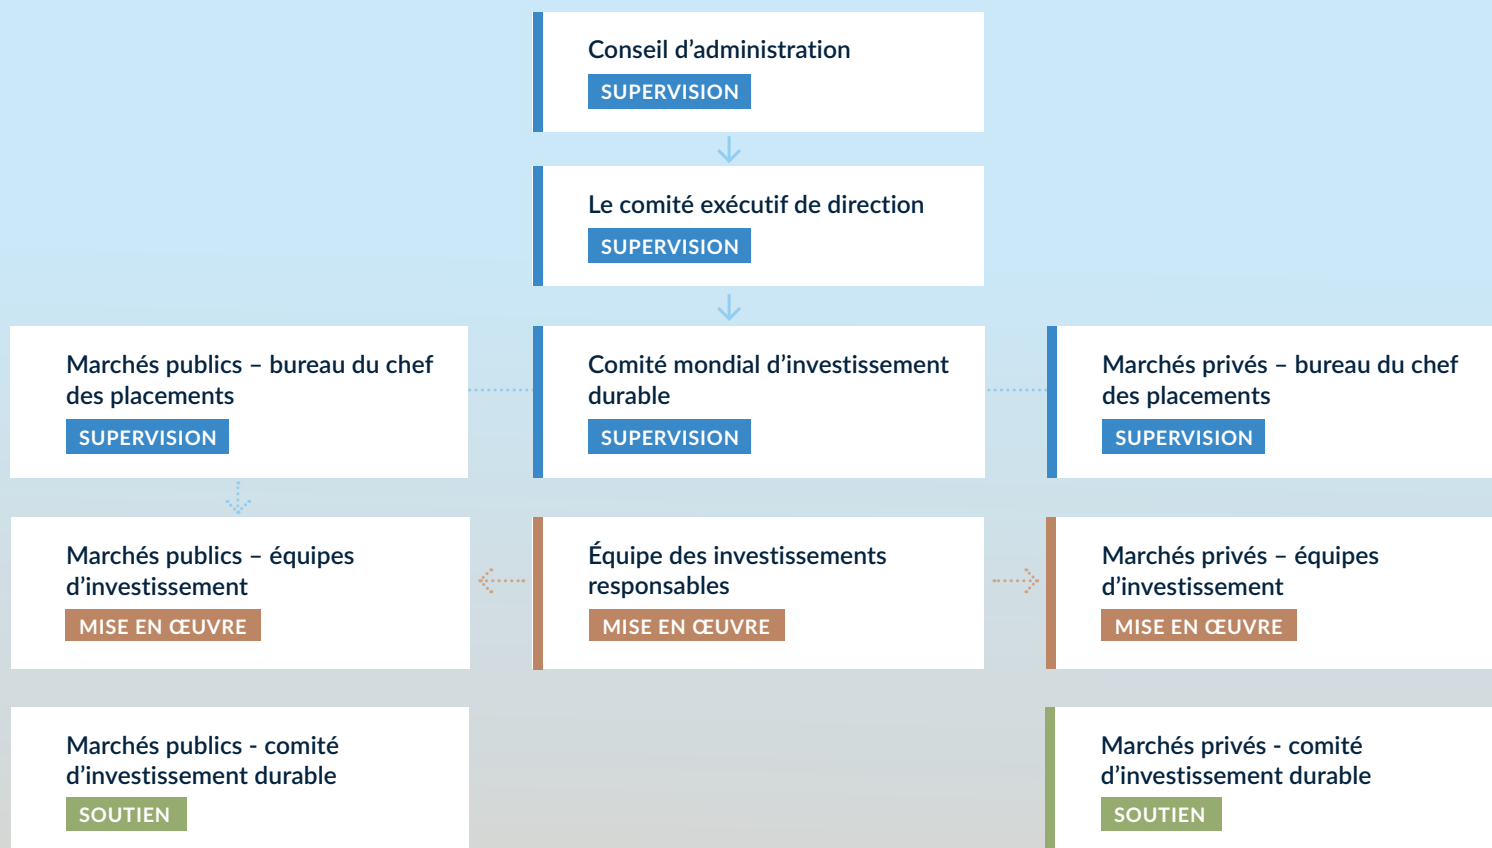 Conseil d’administration
SUPERVISION
Le comité exécutif de direction
SUPERVISION
Marchés publics – bureau du chef
des placements
SUPERVISION
Comité mondial d’investissement
durable
SUPERVISION
Marchés privés – bureau du chef
des placements
SUPERVISION
Marchés publics – équipes
d’investissement
MISE EN ŒUVRE
Équipe des investissements
responsables
MISE EN ŒUVRE
Marchés privés – équipes
d’investissement
MISE EN ŒUVRE
Marchés publics - comité
d’investissement durable
SOUTIEN
Marchés privés - comité
d’investissement durable
SOUTIEN